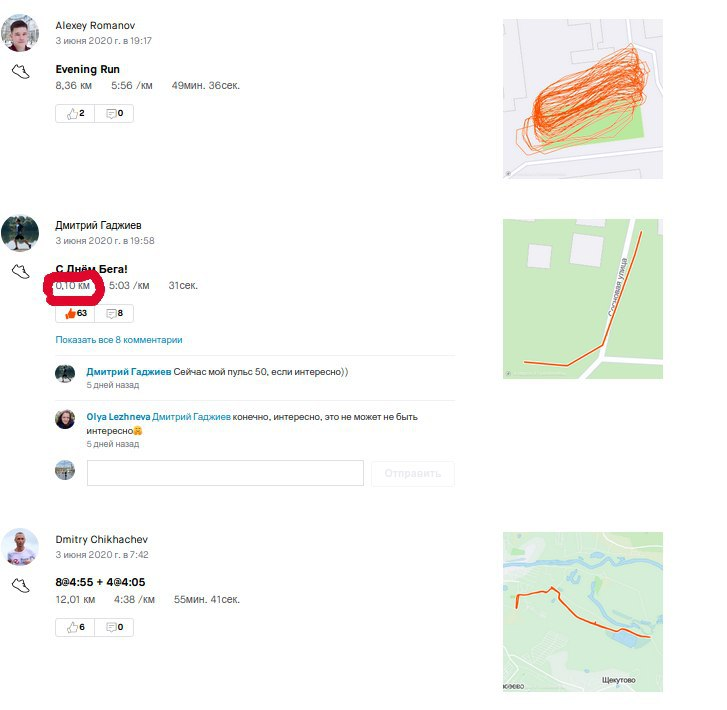 Alexey Romanov
3 июня 2020 г. в 19:17
Evening Run
8,36 км 5:56 /км 49мин. 36сек.
2 0
Дмитрий Гаджиев
3 июня 2020 г. в 19:58
С Днём Бега!
0,10 км 5:03 /км 31сек.
63 8
Сосновая улица
Показать все 8 комментарии
Дмитрий Гаджиев Сейчас мой пульс 50, если интересно))
5 дней назад
Olya Lezhneva Дмитрий Гаджиев конечно, интересно, это не может не быть
интересно🤗
5 дней назад
Отправить
Dmitry Chikhachev
3 июня 2020 г. в 7:42
8@4:55 + 4@4:05
12,01 км 4:38 /км 55мин. 41сек.
6 0
Щекутово